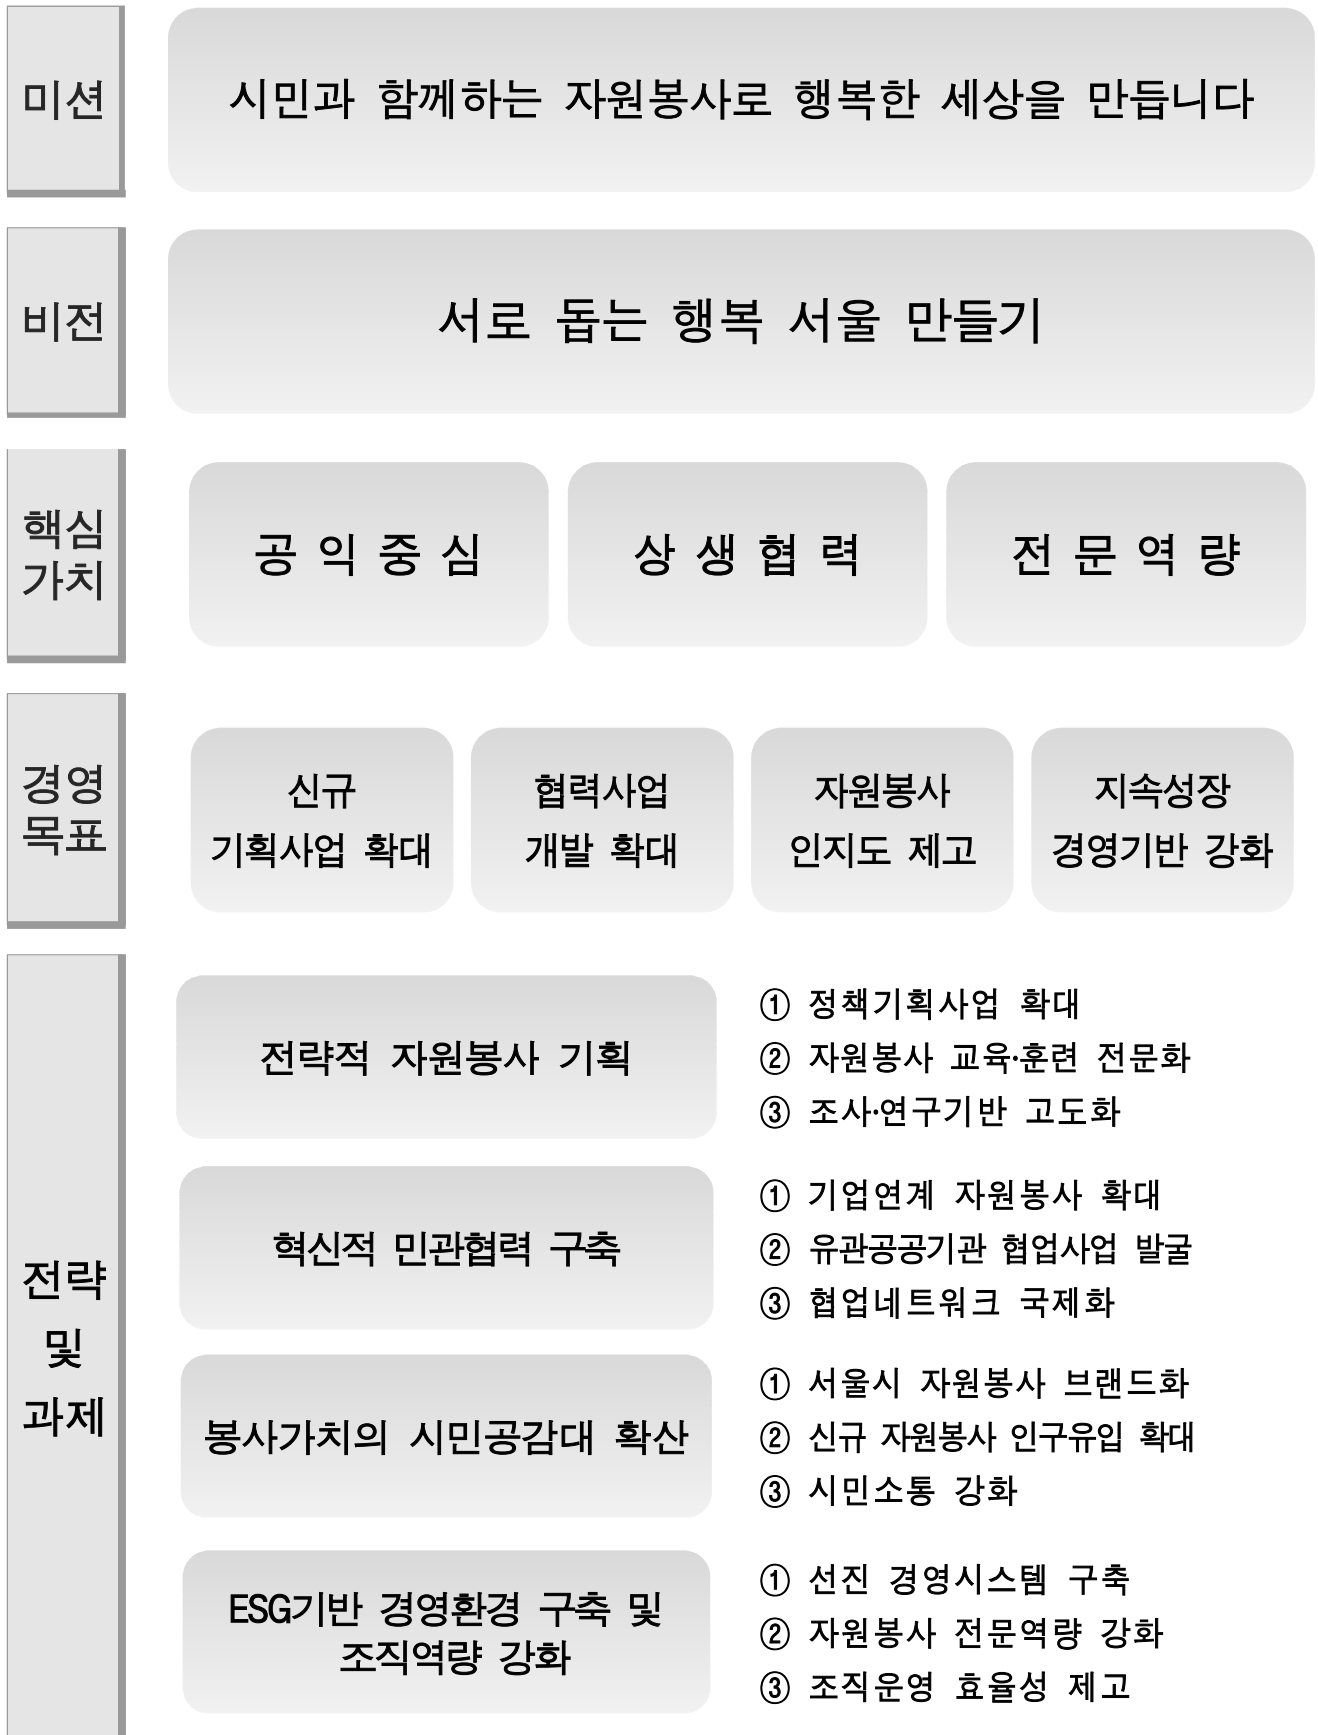 미션
시민과 함께하는 자원봉사로 행복한 세상을 만듭니다
비전
서로 돕는 행복 서울 만들기
핵심
가치
공 익 중 심
상 생 협 력
전 문 역 량
경영
목표
신규
기획사업 확대
협력사업
개발 확대
자원봉사
인지도 제고
지속성장
경영기반 강화
전략
및
과제
전략적 자원봉사 기획
① 정책기획사업 확대
② 자원봉사 교육·훈련 전문화
③ 조사·연구기반 고도화
혁신적 민관협력 구축
① 기업연계 자원봉사 확대
② 유관공공기관 협업사업 발굴
③ 협업네트워크 국제화
봉사가치의 시민공감대 확산
① 서울시 자원봉사 브랜드화
② 신규 자원봉사 인구유입 확대
③ 시민소통 강화
ESG기반 경영환경 구축 및
조직역량 강화
① 선진 경영시스템 구축
② 자원봉사 전문역량 강화
③ 조직운영 효율성 제고